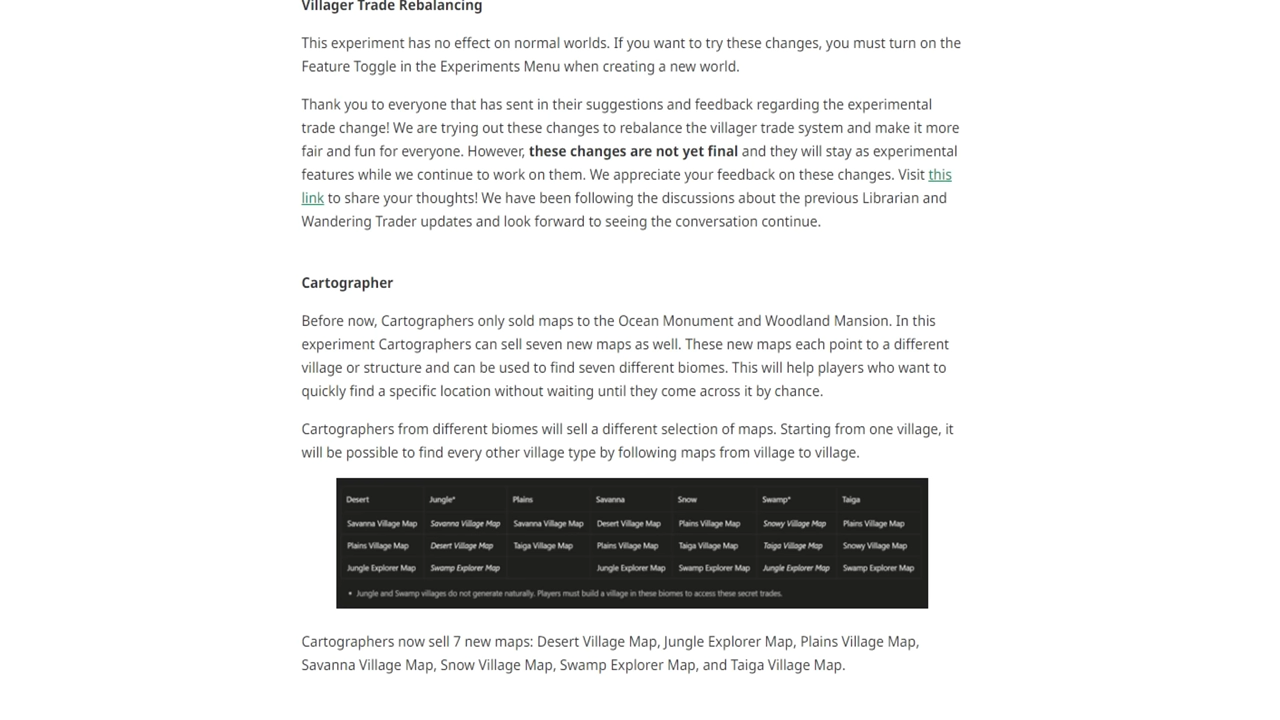 Villager Trade Rebalancing
This experiment has no effect on normal worlds. If you want to try these changes, you must turn on the
Feature Toggle in the Experiments Menu when creating a new world.
Thank you to everyone that has sent in their suggestions and feedback regarding the experimental
trade change! We are trying out these changes to rebalance the villager trade system and make it more
fair and fun for everyone. However, these changes are not yet final and they will stay as experimental
features while we continue to work on them. We appreciate your feedback on these changes. Visit this
link to share your thoughts! We have been following the discussions about the previous Librarian and
Wandering Trader updates and look forward to seeing the conversation continue.
Cartographer
Before now, Cartographers only sold maps to the Ocean Monument and Woodland Mansion. In this
experiment Cartographers can sell seven new maps as well. These new maps each point to a different
village or structure and can be used to find seven different biomes. This will help players who want to
quickly find a specific location without waiting until they come across it by chance.
Cartographers from different biomes will sell a different selection of maps. Starting from one village, it
will be possible to find every other village type by following maps from village to village.
Desert Jungle* Plains Savanna Snow Swamp* Taiga
Savanna Village Map Savanna Village Map Savanna Village Map Desert Village Map Plains Village Map Snowy Village Map Plains Village Map
Plains Village Map Desert Village Map Taiga Village Map Plains Village Map Taiga Village Map Taiga Village Map Snowy Village Map
Jungle Explorer Map Swamp Explorer Map Jungle Explorer Map Swamp Explorer Map Jungle Explorer Map Swamp Explorer Map
* Jungle and Swamp villages do not generate naturally. Players must build a village in these biomes to access these secret trades.
Cartographers now sell 7 new maps: Desert Village Map, Jungle Explorer Map, Plains Village Map,
Savanna Village Map, Snow Village Map, Swamp Explorer Map, and Taiga Village Map.